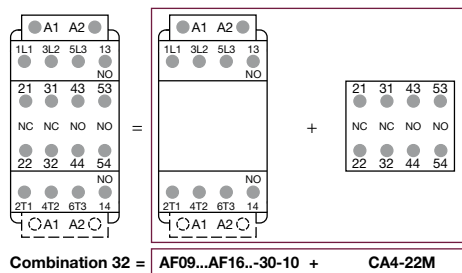 A1 A2 A1 A2
1L1 3L2 5L3 13 1L1 3L2 5L3 13
NO NO
21 31 43 53 21 31 43 53
NC NC NO NO = + NC NC NO NO
22 32 44 54 22 32 44 54
NO NO
2T1 4T2 6T3 14 2T1 4T2 6T3 14
A1 A2 A1 A2
Combination 32 = AF09...AF16..-30-10 + CA4-22M